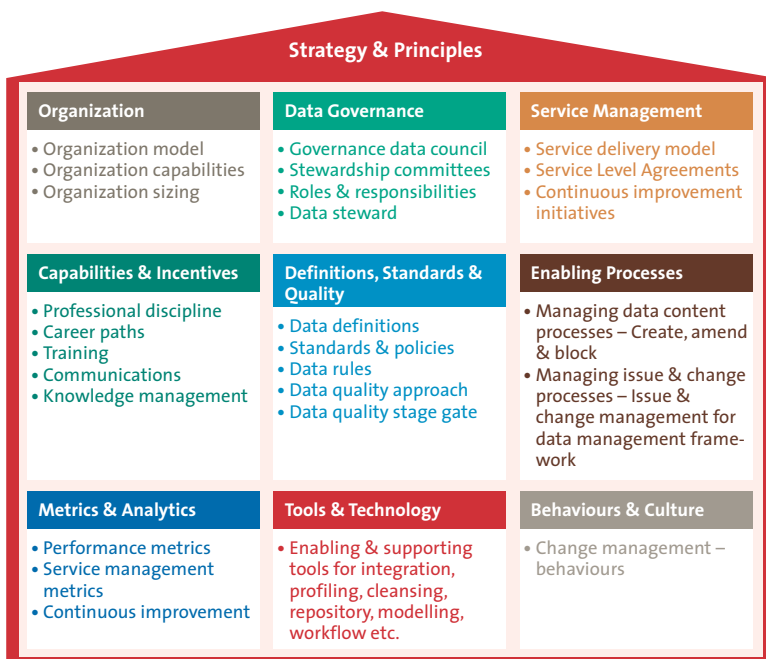 Strategy & Principles
Organization
• Organization model
• Organization capabilities
• Organization sizing
Data Governance
• Governance data council
• Stewardship committees
• Roles & responsibilities
• Data steward
Service Management
• Service delivery model
• Service Level Agreements
• Continuous improvement
initiatives
Capabilities & Incentives
• Professional discipline
• Career paths
• Training
• Communications
• Knowledge management
Definitions, Standards &
Quality
• Data definitions
• Standards & policies
• Data rules
• Data quality approach
• Data quality stage gate
Enabling Processes
• Managing data content
processes – Create, amend
& block
• Managing issue & change
processes – Issue &
change management for
data management frame-
work
Metrics & Analytics
• Performance metrics
• Service management
metrics
• Continuous improvement
Tools & Technology
• Enabling & supporting
tools for integration,
profiling, cleansing,
repository, modelling,
workflow etc.
Behaviours & Culture
• Change management –
behaviours